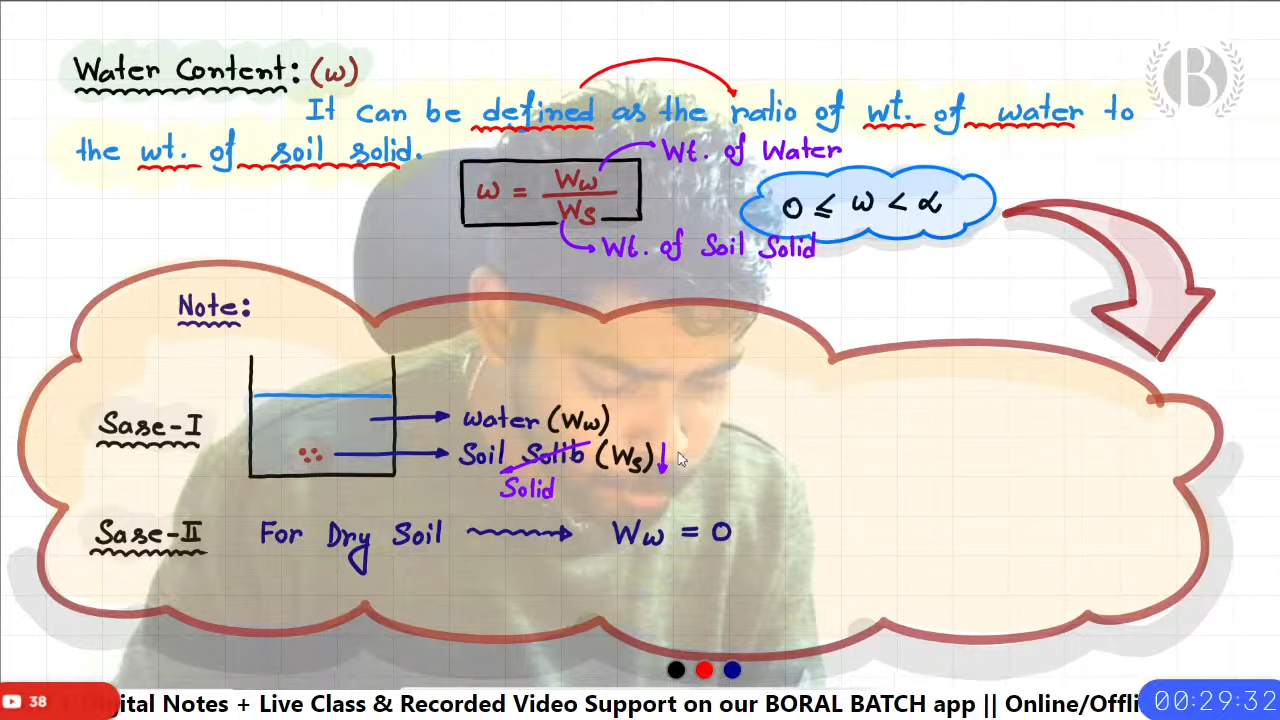 Water Content: (ω)
It can be defined as the ratio of wt. of water to
the wt. of soil solid.
Wt. of Water
ω = Wω / Ws
0 ≤ ω < α
Wt. of Soil Solid
Note:
Sase-I
water (Wω)
Soil Solib (Ws)↓
Solid
Sase-II For Dry Soil → Wω = 0
B
38
Digital Notes + Live Class & Recorded Video Support on our BORAL BATCH app || Online/Offli
00:29:32